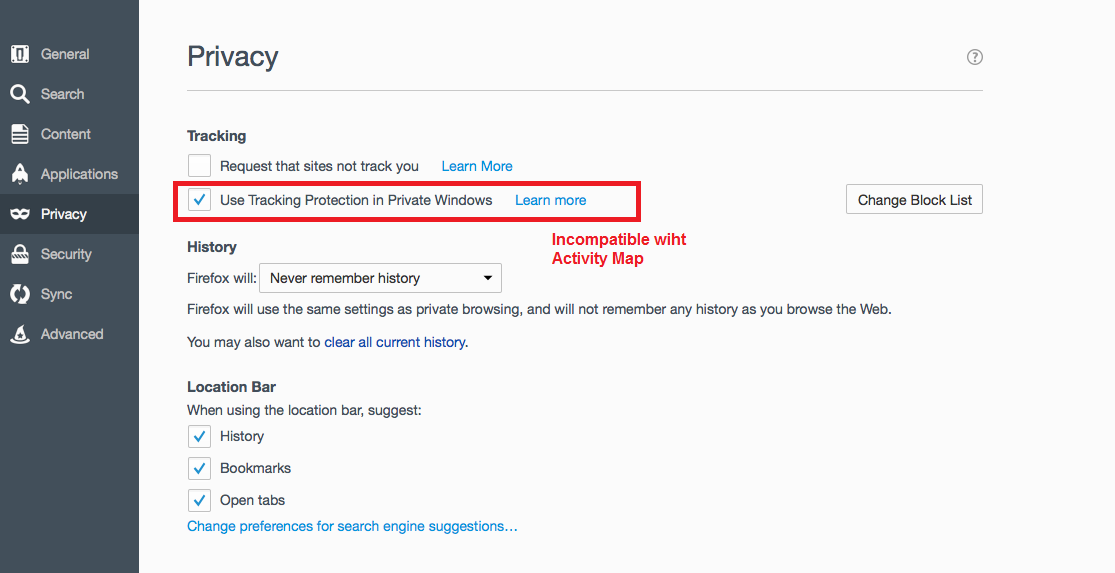 General
Search
Content
Applications
Privacy
Security
Sync
Advanced
Privacy
?
Tracking
Request that sites not track you Learn More
Use Tracking Protection in Private Windows Learn more Change Block List
Incompatible wiht
Activity Map
History
Firefox will: Never remember history
Firefox will use the same settings as private browsing, and will not remember any history as you browse the Web.
You may also want to clear all current history.
Location Bar
When using the location bar, suggest:
History
Bookmarks
Open tabs
Change preferences for search engine suggestions…